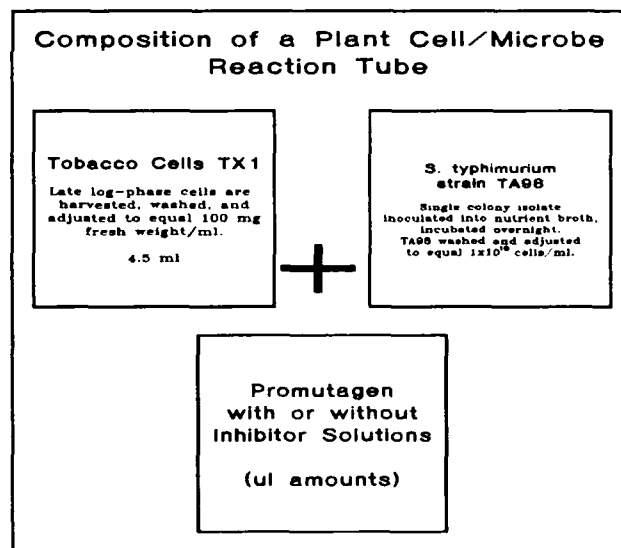 Composition of a Plant Cell/Microbe
Reaction Tube
Tobacco Cells TX1
Late log-phase cells are
harvested, washed, and
adjusted to equal 100 mg
fresh weight/ml.
4.5 ml
S. typhimurium
strain TA98
Single colony isolate
inoculated into nutrient broth,
incubated overnight.
TA98 washed and adjusted
to equal 1x10¹⁰ cells/ml.
+
Promutagen
with or without
Inhibitor Solutions
(ul amounts)